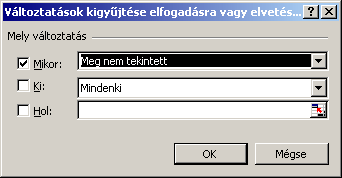 Változtatások kigyűjtése elfogadásra vagy elvetés...
Mely változtatás
Mikor: Meg nem tekintett
Ki: Mindenki
Hol:
OK Mégse